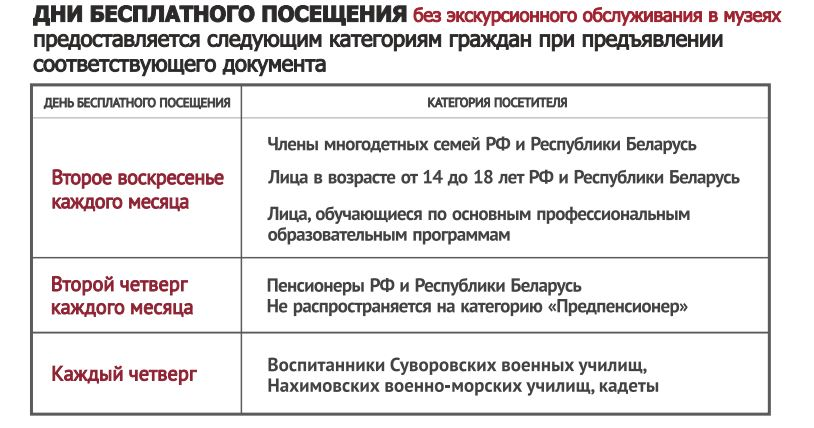 ДНИ БЕСПЛАТНОГО ПОСЕЩЕНИЯ без экскурсионного обслуживания в музеях
предоставляется следующим категориям граждан при предъявлении
соответствующего документа
ДЕНЬ БЕСПЛАТНОГО ПОСЕЩЕНИЯ
КАТЕГОРИЯ ПОСЕТИТЕЛЯ
Второе воскресенье
каждого месяца
Члены многодетных семей РФ и Республики Беларусь
Лица в возрасте от 14 до 18 лет РФ и Республики Беларусь
Лица, обучающиеся по основным профессиональным
образовательным программам
Второй четверг
каждого месяца
Пенсионеры РФ и Республики Беларусь
Не распространяется на категорию «Предпенсионер»
Каждый четверг
Воспитанники Суворовских военных училищ,
Нахимовских военно-морских училищ, кадеты